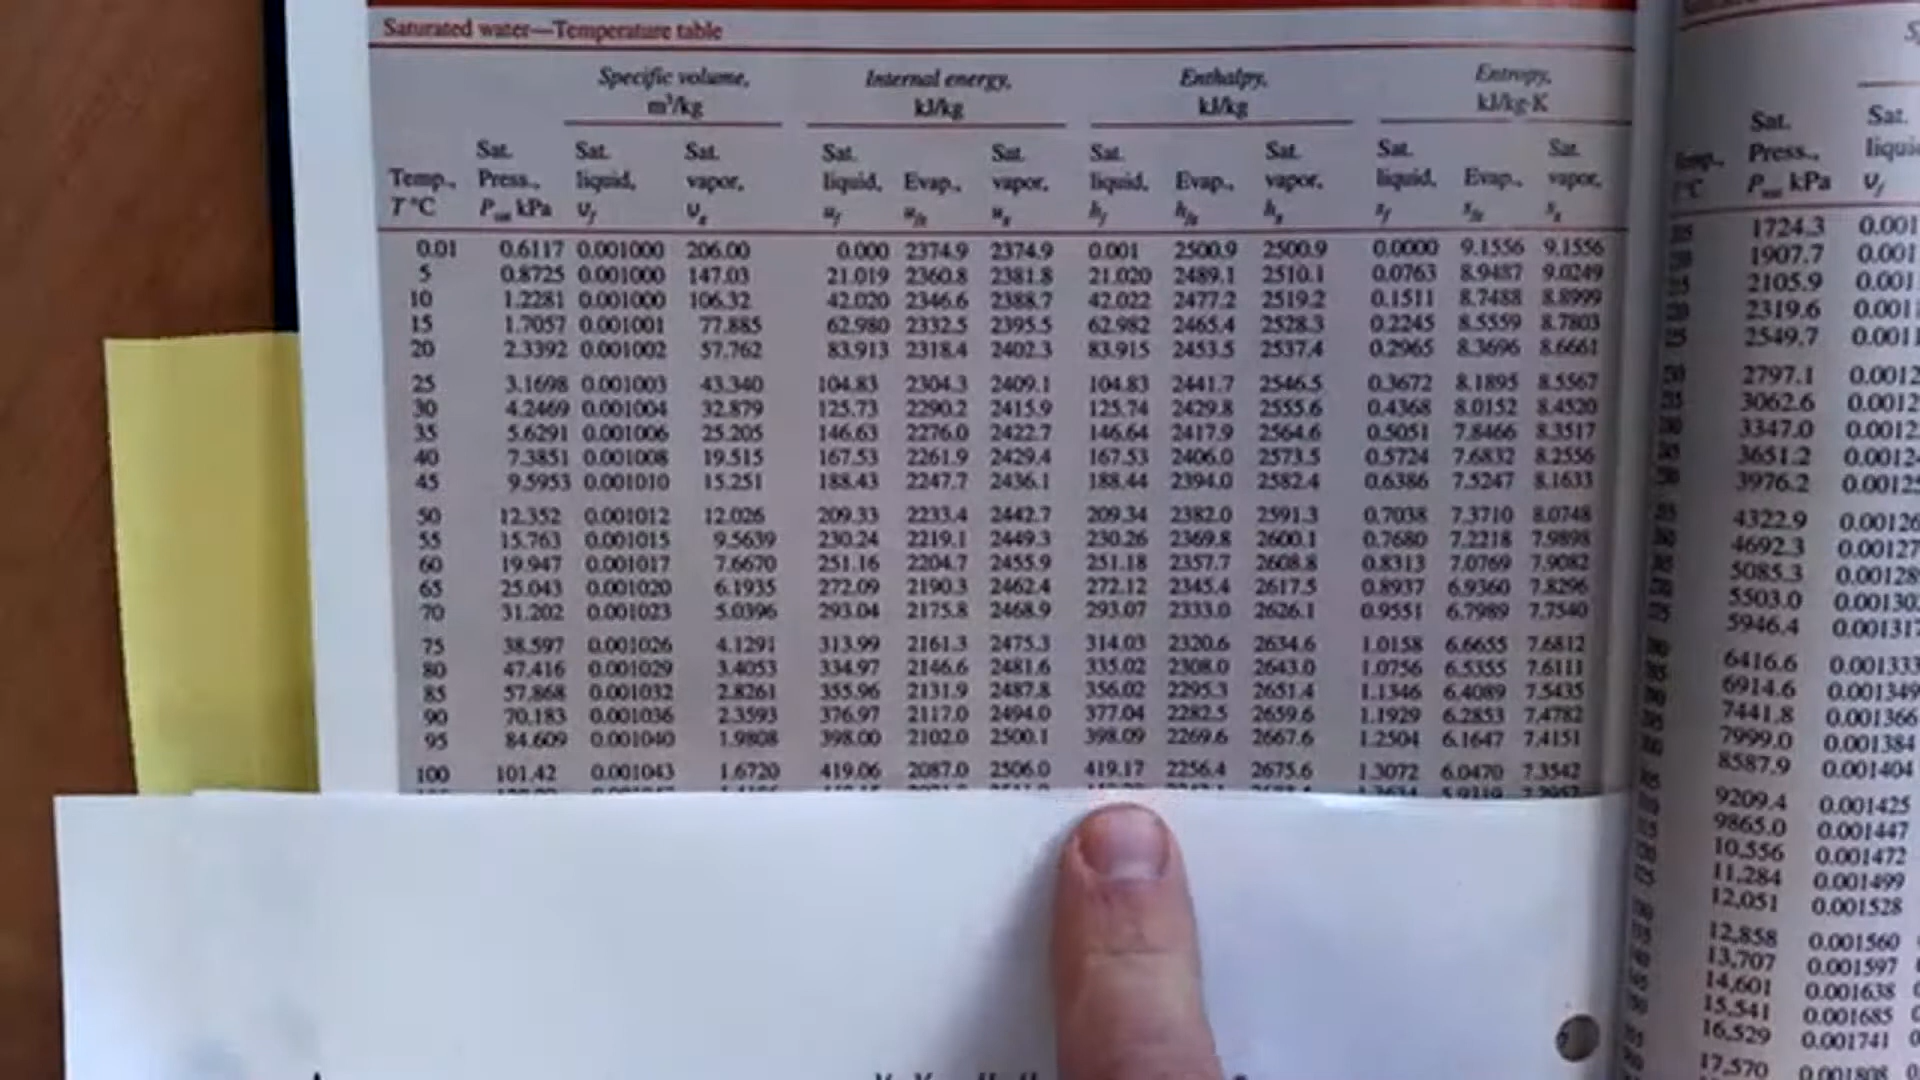 Saturated water—Temperature table
Specific volume, Internal energy, Enthalpy, Entropy,
m³/kg kJ/kg kJ/kg kJ/kg·K
Sat. Sat. Sat. Sat. Sat. Sat. Sat. Sat. Sat.
Temp., Press., liquid, vapor, liquid, Evap., vapor, liquid, Evap., vapor, liquid, Evap., vapor,
T °C P sat kPa vf vg uf ufg ug hf hfg hg sf sfg sg
0.01 0.6117 0.001000 206.00 0.000 2374.9 2374.9 0.001 2500.9 2500.9 0.0000 9.1556 9.1556
5 0.8725 0.001000 147.03 21.019 2360.8 2381.8 21.020 2489.1 2510.1 0.0763 8.9487 9.0249
10 1.2281 0.001000 106.32 42.020 2346.6 2388.7 42.022 2477.2 2519.2 0.1511 8.7488 8.8999
15 1.7057 0.001001 77.885 62.980 2332.5 2395.5 62.982 2465.4 2528.3 0.2245 8.5559 8.7803
20 2.3392 0.001002 57.762 83.913 2318.4 2402.3 83.915 2453.5 2537.4 0.2965 8.3696 8.6661
25 3.1698 0.001003 43.340 104.83 2304.3 2409.1 104.83 2441.7 2546.5 0.3672 8.1895 8.5567
30 4.2469 0.001004 32.879 125.73 2290.2 2415.9 125.74 2429.8 2555.6 0.4368 8.0152 8.4520
35 5.6291 0.001006 25.205 146.63 2276.0 2422.7 146.64 2417.9 2564.6 0.5051 7.8466 8.3517
40 7.3851 0.001008 19.515 167.53 2261.9 2429.4 167.53 2406.0 2573.5 0.5724 7.6832 8.2556
45 9.5953 0.001010 15.251 188.43 2247.7 2436.1 188.44 2394.0 2582.4 0.6386 7.5247 8.1633
50 12.352 0.001012 12.026 209.33 2233.4 2442.7 209.34 2382.0 2591.3 0.7038 7.3710 8.0748
55 15.763 0.001015 9.5639 230.24 2219.1 2449.3 230.26 2369.8 2600.1 0.7680 7.2218 7.9898
60 19.947 0.001017 7.6670 251.16 2204.7 2455.9 251.18 2357.7 2608.8 0.8313 7.0769 7.9082
65 25.043 0.001020 6.1935 272.09 2190.3 2462.4 272.12 2345.4 2617.5 0.8937 6.9360 7.8296
70 31.202 0.001023 5.0396 293.04 2175.8 2468.9 293.07 2333.0 2626.1 0.9551 6.7989 7.7540
75 38.597 0.001026 4.1291 313.99 2161.3 2475.3 314.03 2320.6 2634.6 1.0158 6.6655 7.6812
80 47.416 0.001029 3.4053 334.97 2146.6 2481.6 335.02 2308.0 2643.0 1.0756 6.5355 7.6111
85 57.868 0.001032 2.8261 355.96 2131.9 2487.8 356.02 2295.3 2651.4 1.1346 6.4089 7.5435
90 70.183 0.001036 2.3593 376.97 2117.0 2494.0 377.04 2282.5 2659.6 1.1929 6.2853 7.4782
95 84.609 0.001040 1.9808 398.00 2102.0 2500.1 398.09 2269.6 2667.6 1.2504 6.1647 7.4151
100 101.42 0.001043 1.6720 419.06 2087.0 2506.0 419.17 2256.4 2675.6 1.3072 6.0470 7.3542
Sat. Sat.
Press.,
P sat kPa vf
1724.3 0.001
1907.7 0.001
2105.9 0.001
2319.6 0.001
2549.7 0.001
2797.1 0.0012
3062.6 0.0012
3347.0 0.0012
3651.2 0.0012
3976.2 0.00125
4322.9 0.00126
4692.3 0.00127
5085.3 0.00128
5503.0 0.00130
5946.4 0.001317
6416.6 0.001333
6914.6 0.001349
7441.8 0.001366
7999.0 0.001384
8587.9 0.001404
9209.4 0.001425
9865.0 0.001447
10,556 0.001472
11,284 0.001499
12,051 0.001528
12,858 0.001560
13,707 0.001597
14,601 0.001638
15,541 0.001685
16,529 0.001741
17,570 0.001808